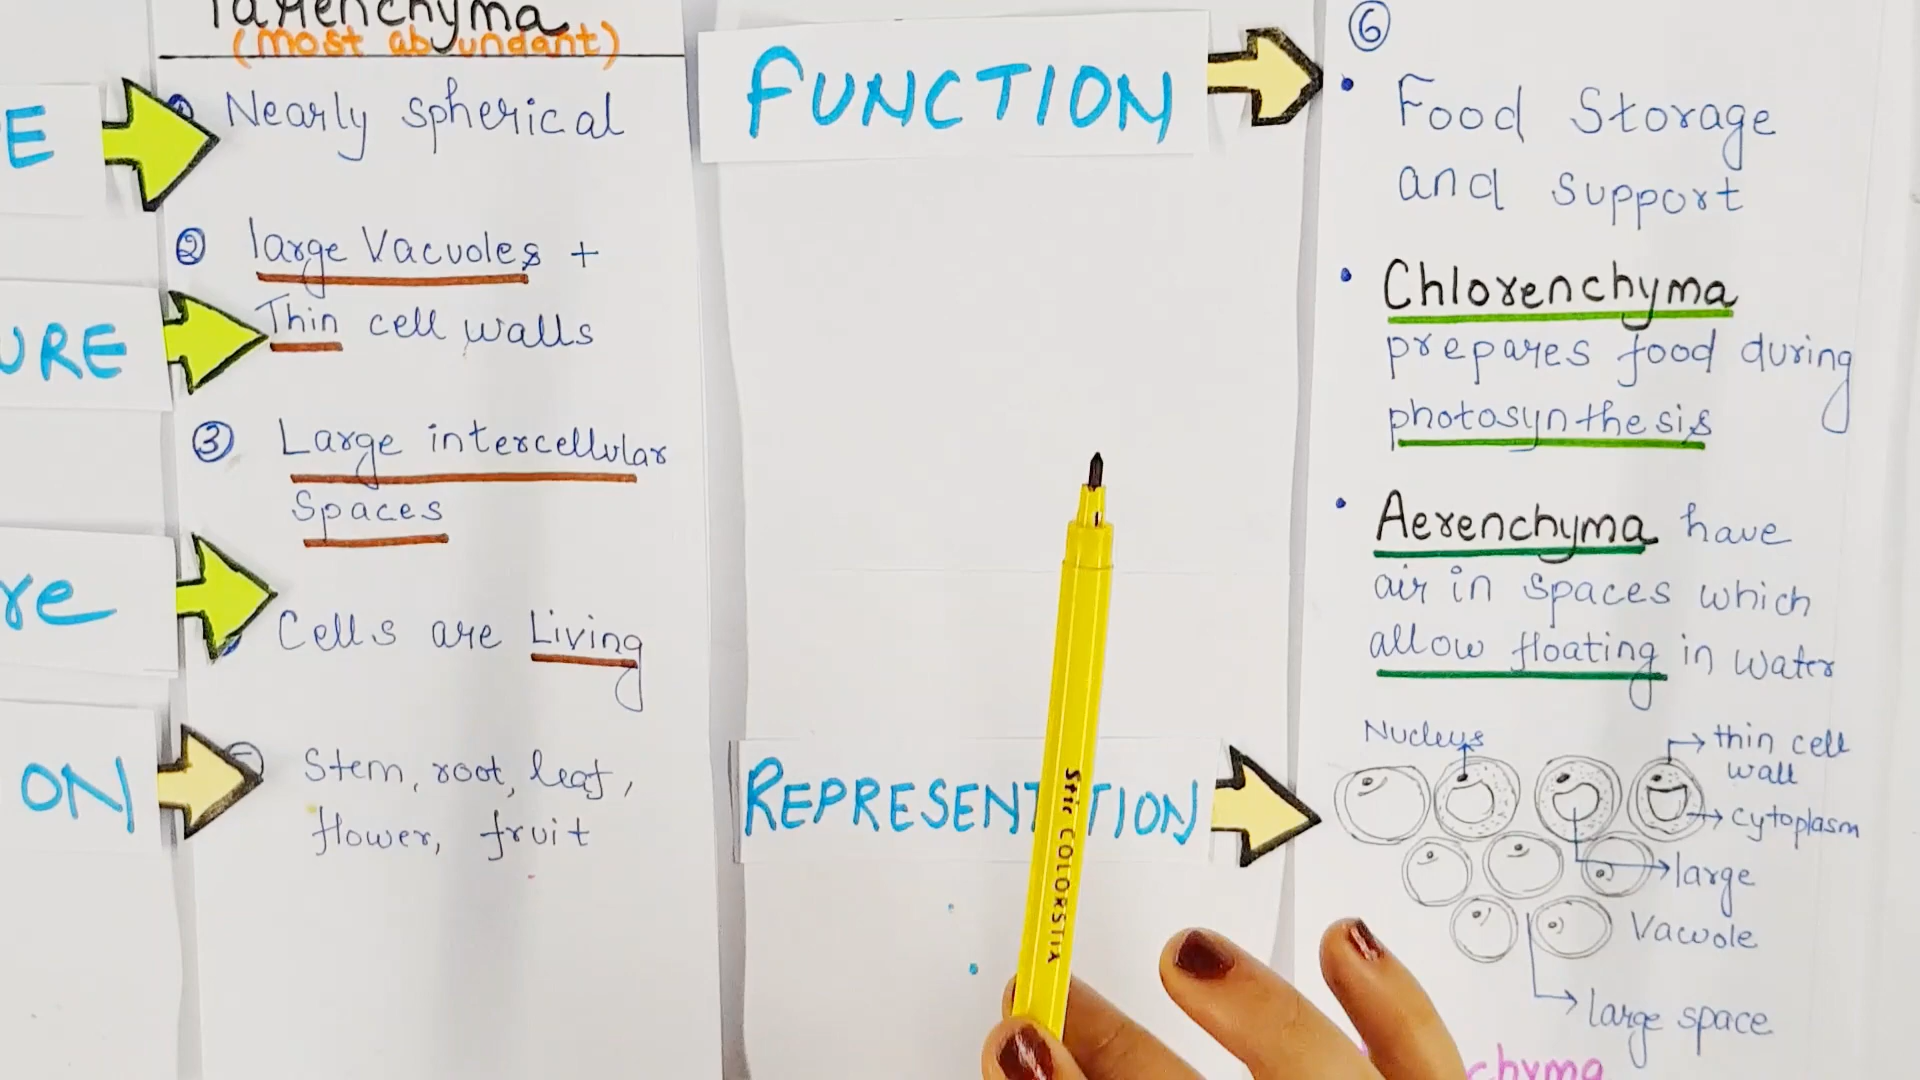 Parenchyma
(most abundant)
E
Nearly spherical
② large Vacuoles +
Thin cell walls
URE
③ Large intercellular
Spaces
re
Cells are Living
ON
Stem, root, leaf,
flower, fruit
FUNCTION
REPRESENTTION
Stic COLORSTIX
⑥
• Food Storage
and support
• Chlorenchyma
prepares food during
photosynthesis
• Aerenchyma have
air in spaces which
allow floating in water
Nucleus
thin cell
wall
cytoplasm
large
Vacuole
large space
chyma